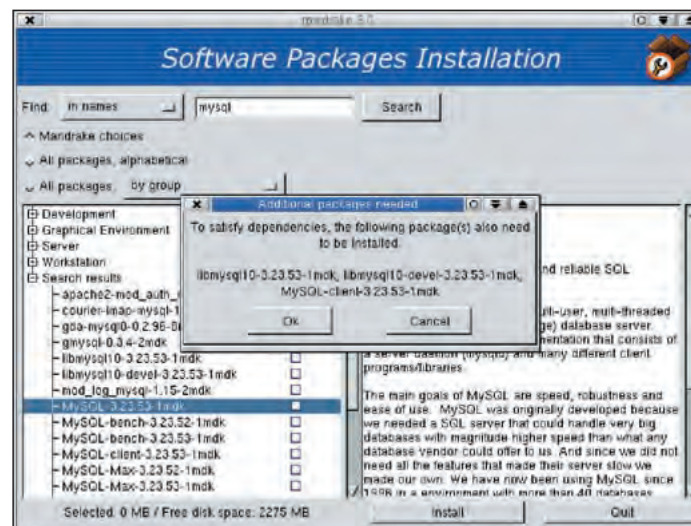 rpmdrake 2.0
Software Packages Installation
Find in names mysql Search
Mandrake choices
All packages, alphabetical
All packages, by group
Development
Graphical Environment
Server
Workstation
Search results
apache2-mod_auth_
courier-imap-mysql-1
gda-mysql0-0.2.96-
gmysql-0.3.4-2mdk
libmysql10-3.23.53-1mdk
libmysql10-devel-3.23.53-1mdk
mod_log_mysql-1.15-2mdk
MySQL-3.23.53-1mdk
MySQL-bench-3.23.52-1mdk
MySQL-bench-3.23.53-1mdk
MySQL-client-3.23.53-1mdk
MySQL-Max-3.23.52-1mdk
MySQL-Max-3.23.53-1mdk
Additional packages needed
To satisfy dependencies, the following package(s) also need
to be installed.
libmysql10-3.23.53-1mdk, libmysql10-devel-3.23.53-1mdk,
MySQL-client-3.23.53-1mdk
Ok Cancel
nd reliable SQL
ulti-user, multi-threaded
ge) database server.
mentation that consists of
a server daemon (mysqld) and many different client
programs/libraries.
The main goals of MySQL are speed, robustness and
ease of use. MySQL was originally developed because
we needed a SQL server that could handle very big
databases with magnitude higher speed than what any
database vendor could offer to us. And since we did not
need all the features that made their server slow we
made our own. We have now been using MySQL since
1996 in a environment with more than 40 databases,
Selected: 0 MB / Free disk space: 2275 MB Install Quit